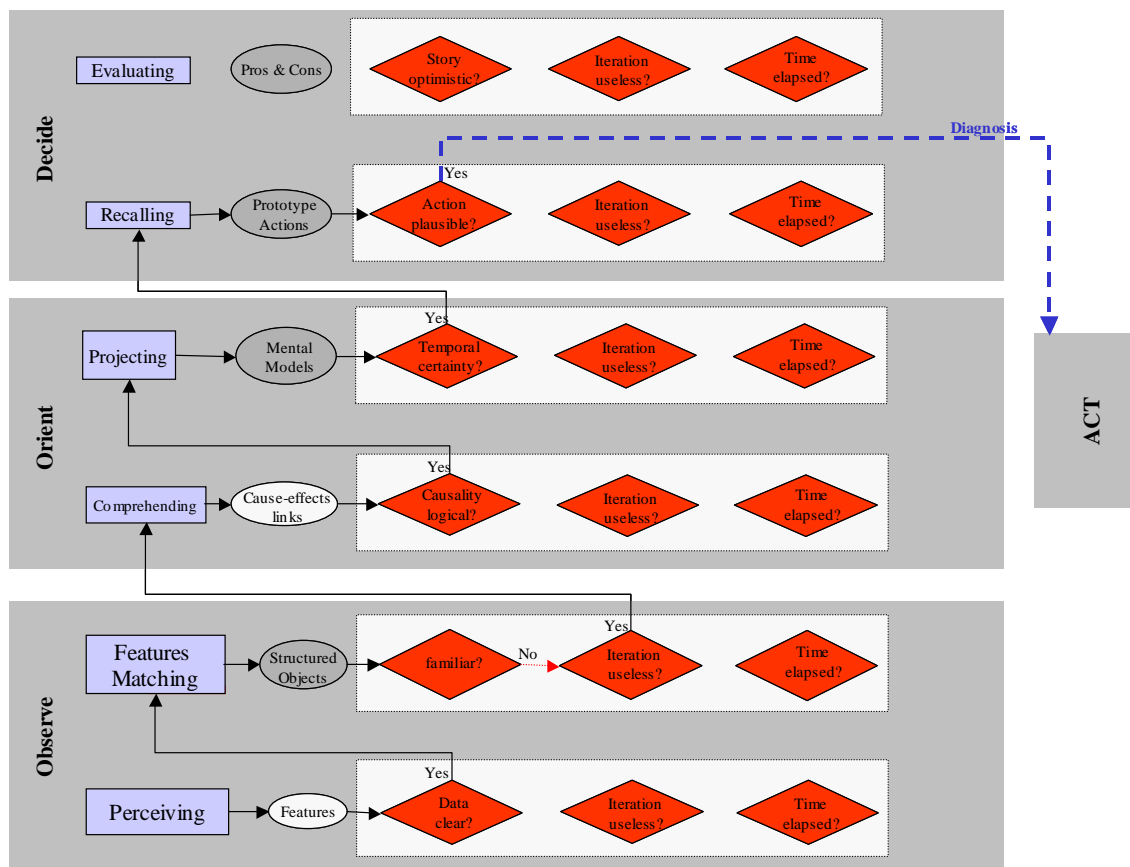 Decide
Evaluating
Pros & Cons
Story
optimistic?
Iteration
useless?
Time
elapsed?
Diagnosis
Recalling
Prototype
Actions
Yes
Action
plausible?
Iteration
useless?
Time
elapsed?
Orient
Projecting
Mental
Models
Yes
Temporal
certainty?
Iteration
useless?
Time
elapsed?
ACT
Comprehending
Cause-effects
links
Yes
Causality
logical?
Iteration
useless?
Time
elapsed?
Observe
Features
Matching
Structured
Objects
familiar?
No
Yes
Iteration
useless?
Time
elapsed?
Perceiving
Features
Yes
Data
clear?
Iteration
useless?
Time
elapsed?